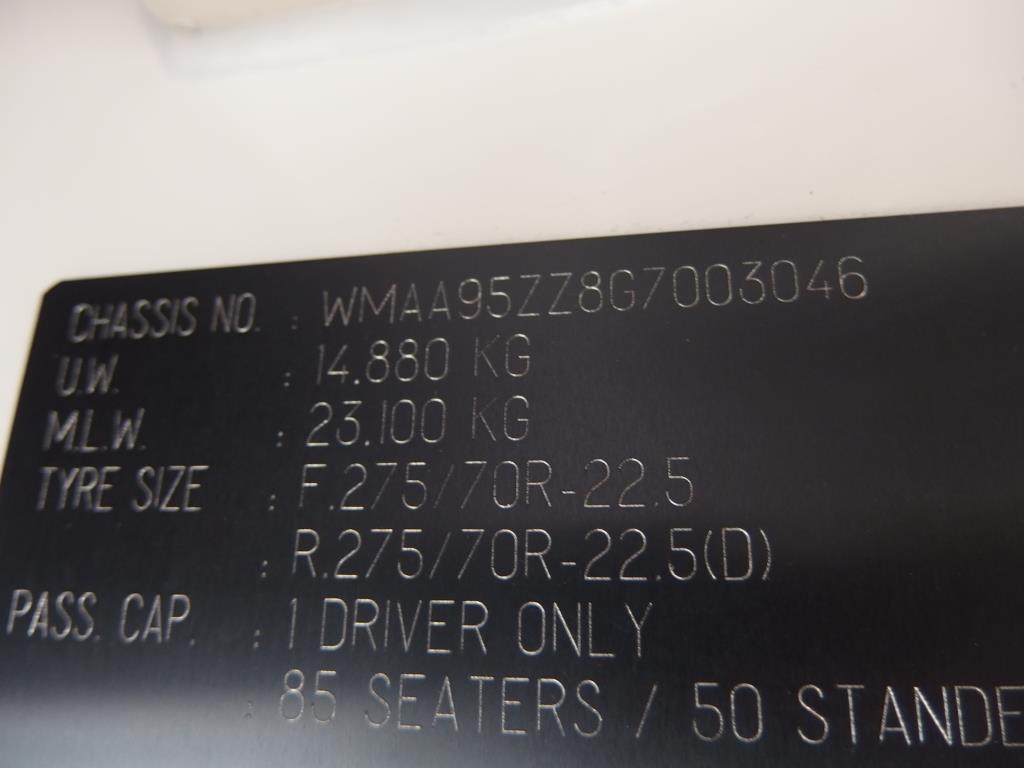 CHASSIS NO. : WMAA95ZZ8G7003046
U.W. : 14.880 KG
M.L.W. : 23.100 KG
TYRE SIZE : F.275/70R-22.5
: R.275/70R-22.5(D)
PASS. CAP. : 1 DRIVER ONLY
: 85 SEATERS / 50 STANDE